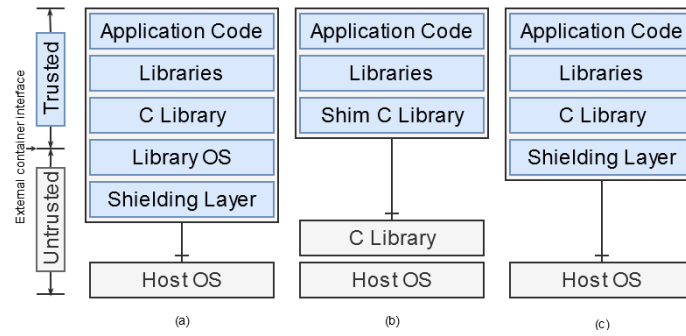 External container interface
Trusted
Untrusted
Application Code
Libraries
C Library
Library OS
Shielding Layer
Host OS
(a)
Application Code
Libraries
Shim C Library
C Library
Host OS
(b)
Application Code
Libraries
C Library
Shielding Layer
Host OS
(c)